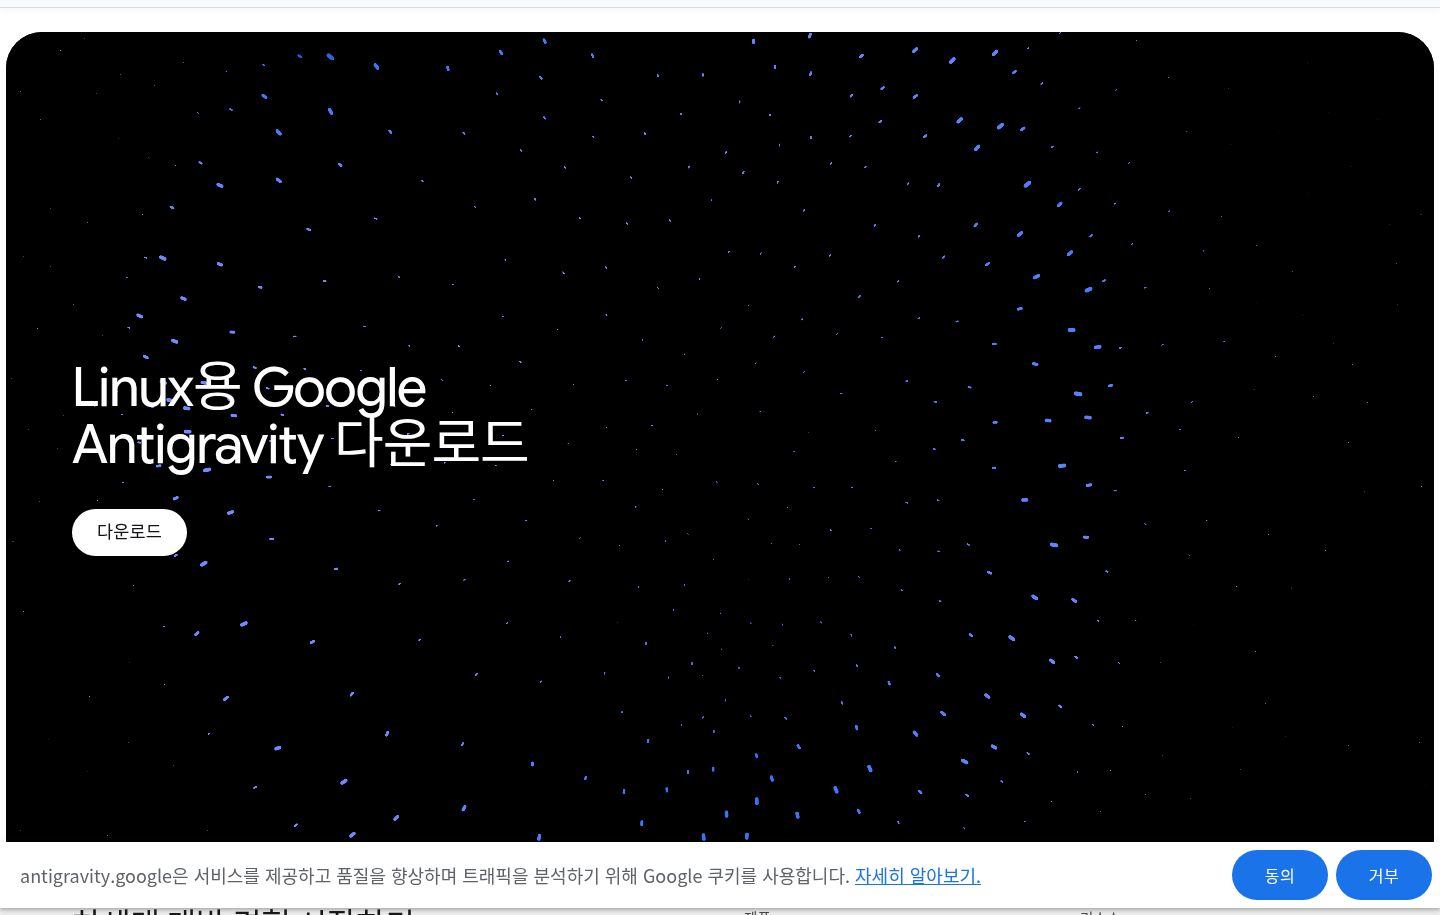 Linux용 Google
Antigravity 다운로드
다운로드
antigravity.google은 서비스를 제공하고 품질을 향상하며 트래픽을 분석하기 위해 Google 쿠키를 사용합니다. 자세히 알아보기.
동의
거부